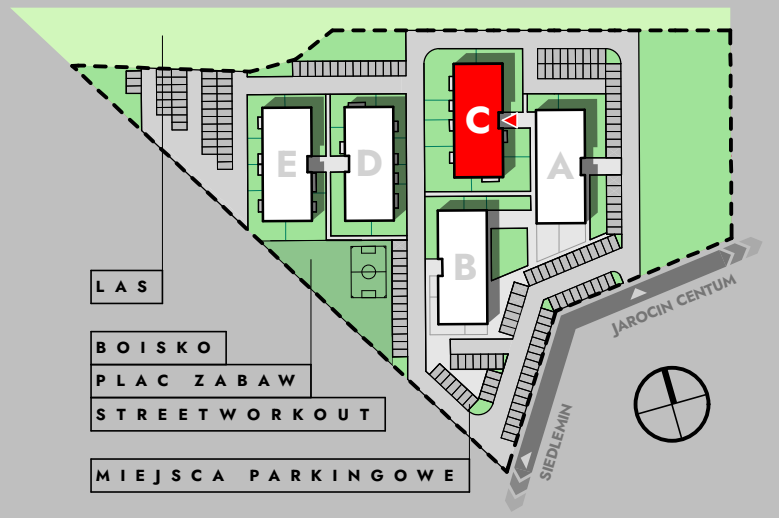 C
E
D
A
B
LAS
BOISKO
PLAC ZABAW
STREETWORKOUT
MIEJSCA PARKINGOWE
JAROCIN CENTUM
SIEDLEMIN